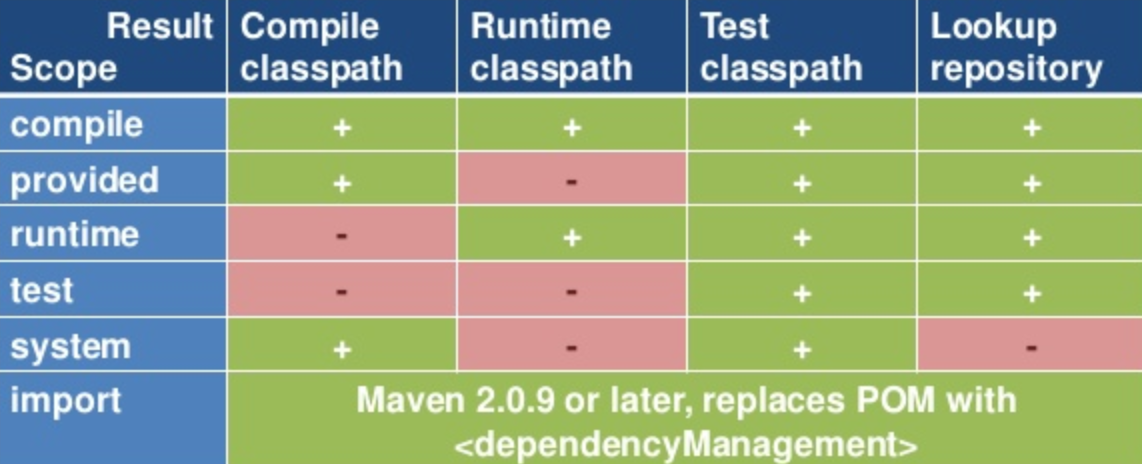 Result Compile Runtime Test Lookup
Scope classpath classpath classpath repository
compile + + + +
provided + - + +
runtime - + + +
test - - + +
system + - + -
import Maven 2.0.9 or later, replaces POM with
<dependencyManagement>